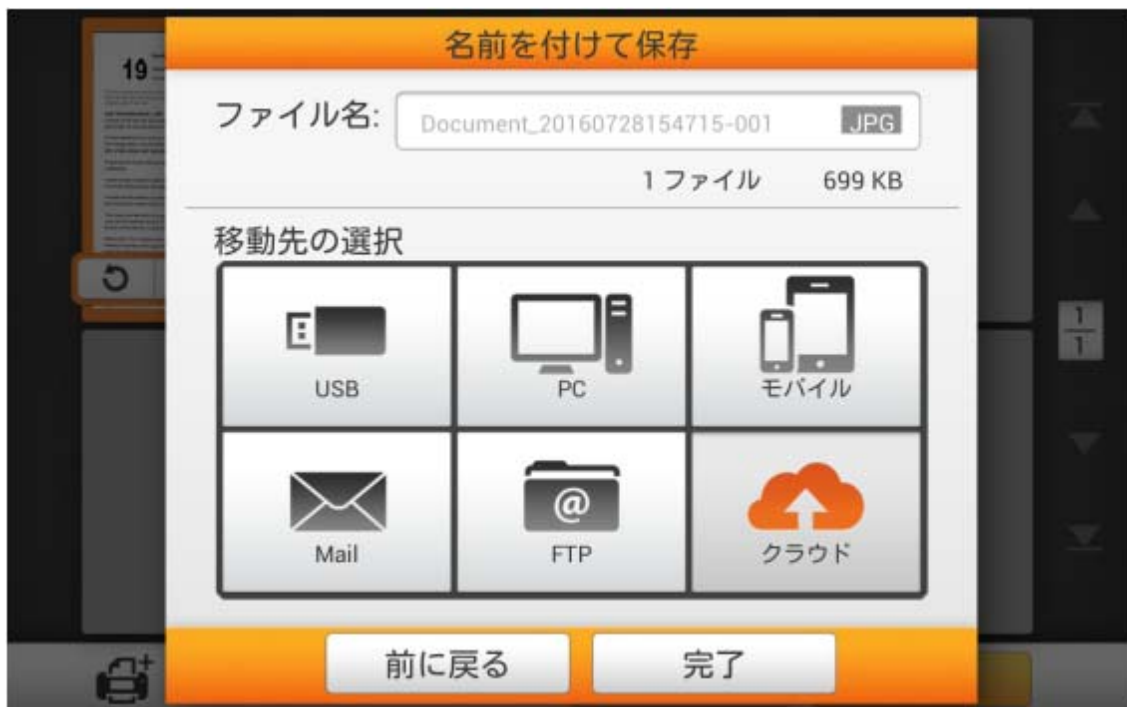 名前を付けて保存
19
ファイル名: Document_20160728154715-001 JPG
1 ファイル 699 KB
移動先の選択
USB PC モバイル
Mail FTP クラウド
1
1
前に戻る 完了